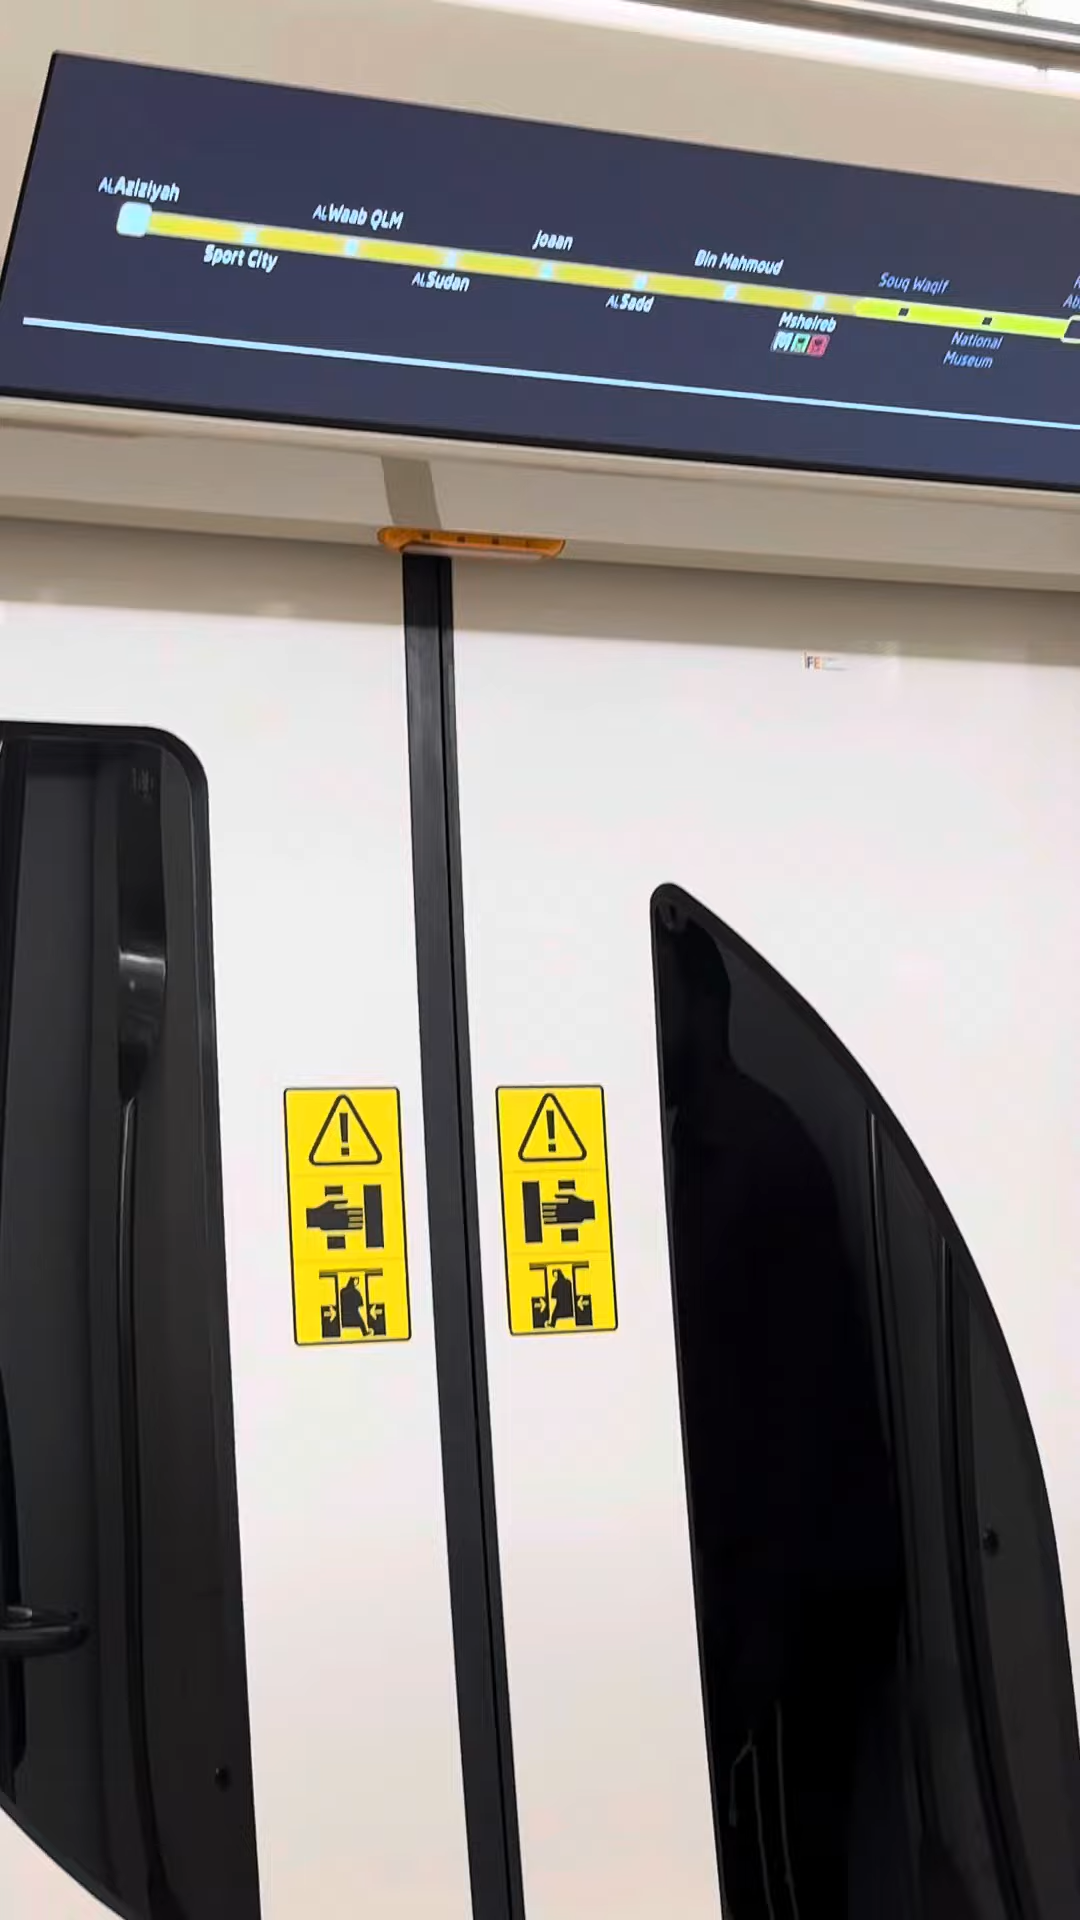 AL Aziziyah
Sport City
AL Waab QLM
AL Sudan
Joaan
AL Sadd
Bin Mahmoud
Msheireb
M
Souq Waqif
National
Museum
FE